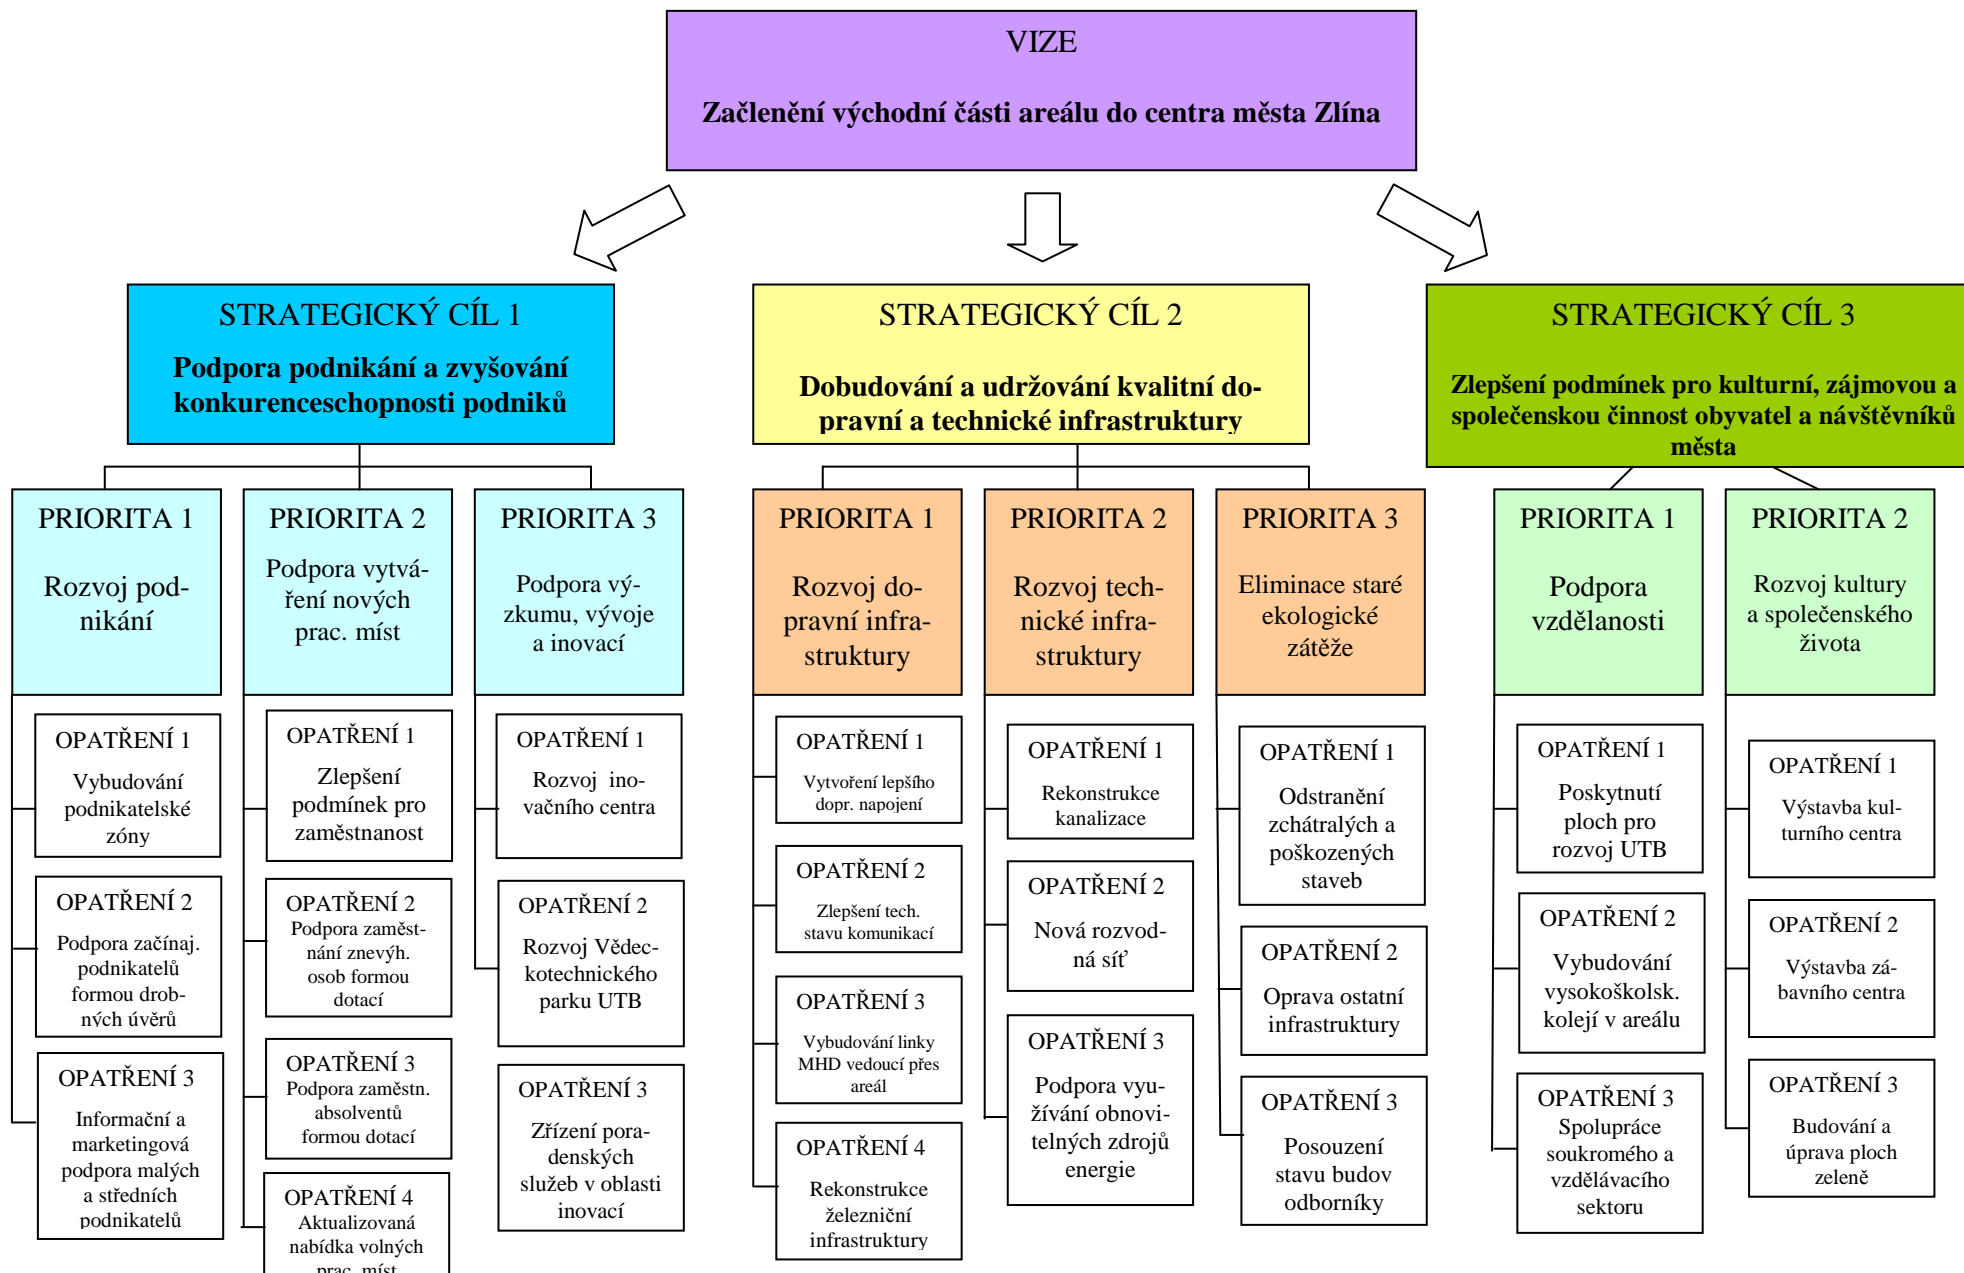 VIZE
Začlenění východní části areálu do centra města Zlína
STRATEGICKÝ CÍL 1
Podpora podnikání a zvyšování
konkurenceschopnosti podniků
STRATEGICKÝ CÍL 2
Dobudování a udržování kvalitní do-
pravní a technické infrastruktury
STRATEGICKÝ CÍL 3
Zlepšení podmínek pro kulturní, zájmovou a
společenskou činnost obyvatel a návštěvníků
města
PRIORITA 1
Rozvoj pod-
nikání
PRIORITA 2
Podpora vytvá-
ření nových
prac. míst
PRIORITA 3
Podpora vý-
zkumu, vývoje
a inovací
PRIORITA 1
Rozvoj do-
pravní infra-
struktury
PRIORITA 2
Rozvoj tech-
nické infra-
struktury
PRIORITA 3
Eliminace staré
ekologické
zátěže
PRIORITA 1
Podpora
vzdělanosti
PRIORITA 2
Rozvoj kultury
a společenského
života
OPATŘENÍ 1
Vybudování
podnikatelské
zóny
OPATŘENÍ 2
Podpora začínaj.
podnikatelů
formou drob-
ných úvěrů
OPATŘENÍ 3
Informační a
marketingová
podpora malých
a středních
podnikatelů
OPATŘENÍ 1
Zlepšení
podmínek pro
zaměstnanost
OPATŘENÍ 2
Podpora zaměst-
nání znevýh.
osob formou
dotací
OPATŘENÍ 3
Podpora zaměstn.
absolventů
formou dotací
OPATŘENÍ 4
Aktualizovaná
nabídka volných
prac. míst
OPATŘENÍ 1
Rozvoj ino-
vačního centra
OPATŘENÍ 2
Rozvoj Vědec-
kotechnického
parku UTB
OPATŘENÍ 3
Zřízení pora-
denských
služeb v oblasti
inovací
OPATŘENÍ 1
Vytvoření lepšího
dopr. napojení
OPATŘENÍ 2
Zlepšení tech.
stavu komunikací
OPATŘENÍ 3
Vybudování linky
MHD vedoucí přes
areál
OPATŘENÍ 4
Rekonstrukce
železniční
infrastruktury
OPATŘENÍ 1
Rekonstrukce
kanalizace
OPATŘENÍ 2
Nová rozvod-
ná síť
OPATŘENÍ 3
Podpora vyu-
žívání obnovi-
telných zdrojů
energie
OPATŘENÍ 1
Odstranění
zchátralých a
poškozených
staveb
OPATŘENÍ 2
Oprava ostatní
infrastruktury
OPATŘENÍ 3
Posouzení
stavu budov
odborníky
OPATŘENÍ 1
Poskytnutí
ploch pro
rozvoj UTB
OPATŘENÍ 2
Vybudování
vysokoškolsk.
kolejí v areálu
OPATŘENÍ 3
Spolupráce
soukromého a
vzdělávacího
sektoru
OPATŘENÍ 1
Výstavba kul-
turního centra
OPATŘENÍ 2
Výstavba zá-
bavního centra
OPATŘENÍ 3
Budování a
úprava ploch
zeleně